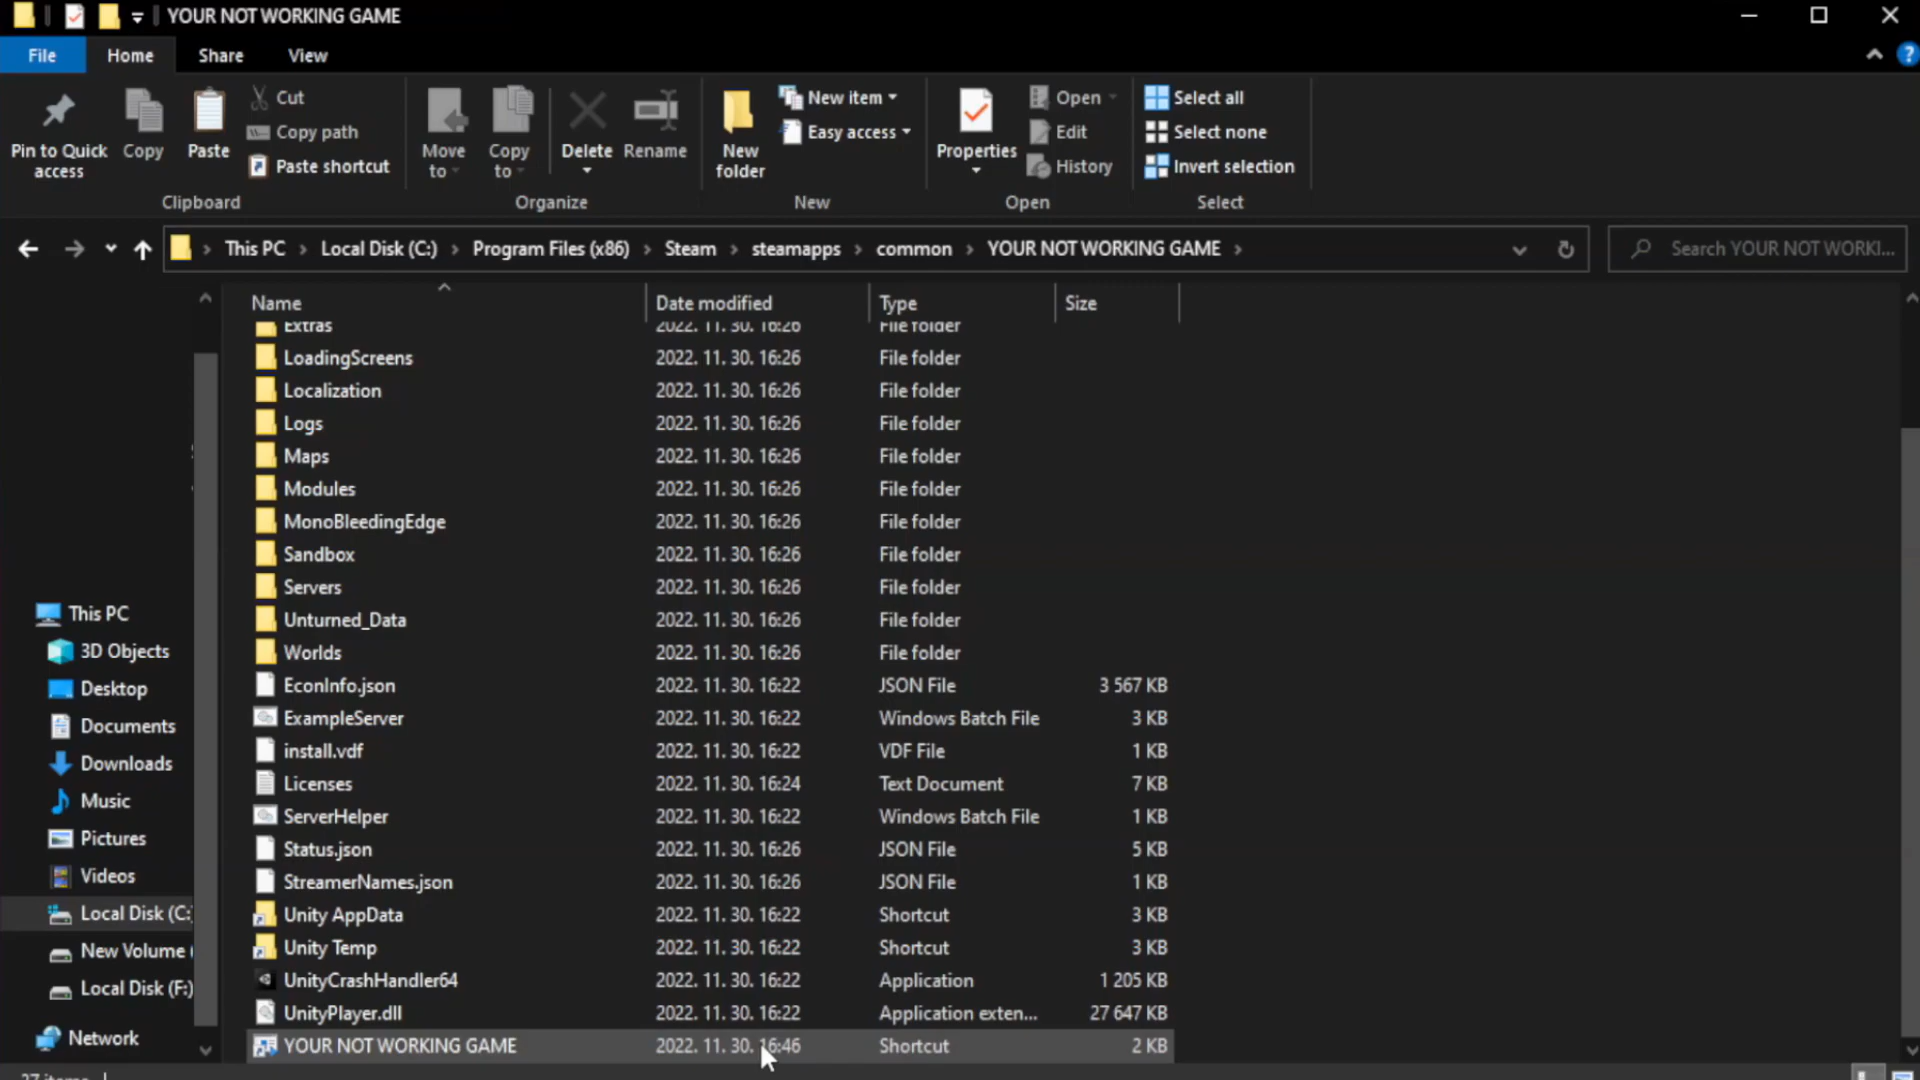 YOUR NOT WORKING GAME
File Home Share View
Pin to Quick access
Copy
Paste
Cut
Copy path
Paste shortcut
Clipboard
Move to
Copy to
Delete
Rename
Organize
New folder
New item
Easy access
New
Properties
Open
Edit
History
Open
Select all
Select none
Invert selection
Select
This PC › Local Disk (C:) › Program Files (x86) › Steam › steamapps › common › YOUR NOT WORKING GAME ›
Search YOUR NOT WORKI...
This PC
3D Objects
Desktop
Documents
Downloads
Music
Pictures
Videos
Local Disk (C:)
New Volume (
Local Disk (F:)
Network
Name Date modified Type Size
Extras 2022. 11. 30. 16:26 File folder
LoadingScreens 2022. 11. 30. 16:26 File folder
Localization 2022. 11. 30. 16:26 File folder
Logs 2022. 11. 30. 16:26 File folder
Maps 2022. 11. 30. 16:26 File folder
Modules 2022. 11. 30. 16:26 File folder
MonoBleedingEdge 2022. 11. 30. 16:26 File folder
Sandbox 2022. 11. 30. 16:26 File folder
Servers 2022. 11. 30. 16:26 File folder
Unturned_Data 2022. 11. 30. 16:26 File folder
Worlds 2022. 11. 30. 16:26 File folder
EconInfo.json 2022. 11. 30. 16:22 JSON File 3 567 KB
ExampleServer 2022. 11. 30. 16:22 Windows Batch File 3 KB
install.vdf 2022. 11. 30. 16:22 VDF File 1 KB
Licenses 2022. 11. 30. 16:24 Text Document 7 KB
ServerHelper 2022. 11. 30. 16:22 Windows Batch File 1 KB
Status.json 2022. 11. 30. 16:26 JSON File 5 KB
StreamerNames.json 2022. 11. 30. 16:26 JSON File 1 KB
Unity AppData 2022. 11. 30. 16:22 Shortcut 3 KB
Unity Temp 2022. 11. 30. 16:22 Shortcut 3 KB
UnityCrashHandler64 2022. 11. 30. 16:22 Application 1 205 KB
UnityPlayer.dll 2022. 11. 30. 16:22 Application exten... 27 647 KB
YOUR NOT WORKING GAME 2022. 11. 30. 16:46 Shortcut 2 KB
27 items